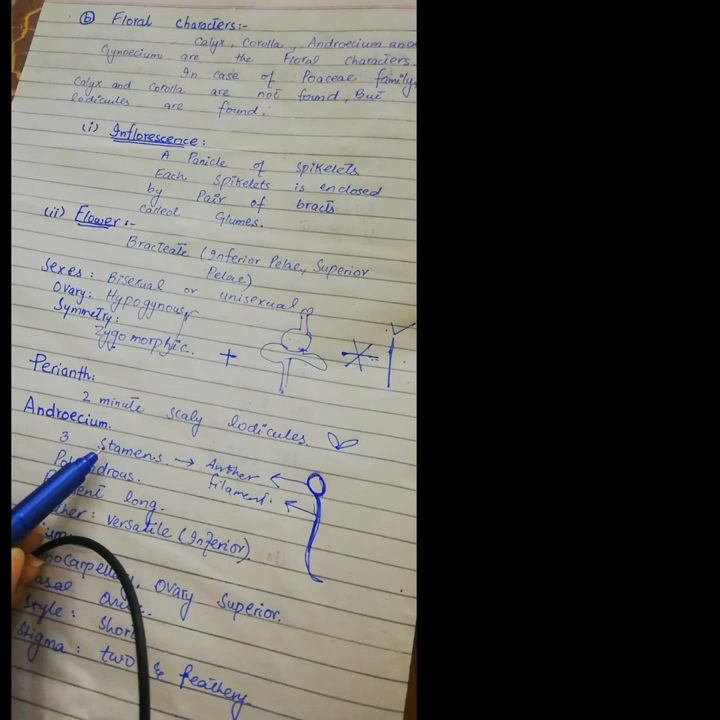 (b) Floral characters:-
Calyx, Corolla, Androecium and
Gynoecium are the Floral characters.
In case of Poaceae family,
Calyx and Corolla are not found, But
lodicules are found.
(i) Inflorescence:
A Panicle of spikelets
Each Spikelets is enclosed
by Pair of bracts
called Glumes.
(ii) Flower:-
Bracteate (Inferior Pelae, Superior
Pelae)
Sexes: Bisexual or unisexual
Ovary: Hypogynous
Symmetry:
Zygomorphic. +
Perianth:
2 minute scaly lodicules.
Androecium.
3 Stamens. → Anther
filament.
long.
versatile (Inferior).
Ovary Superior.
style: short
Stigma: two & feathery